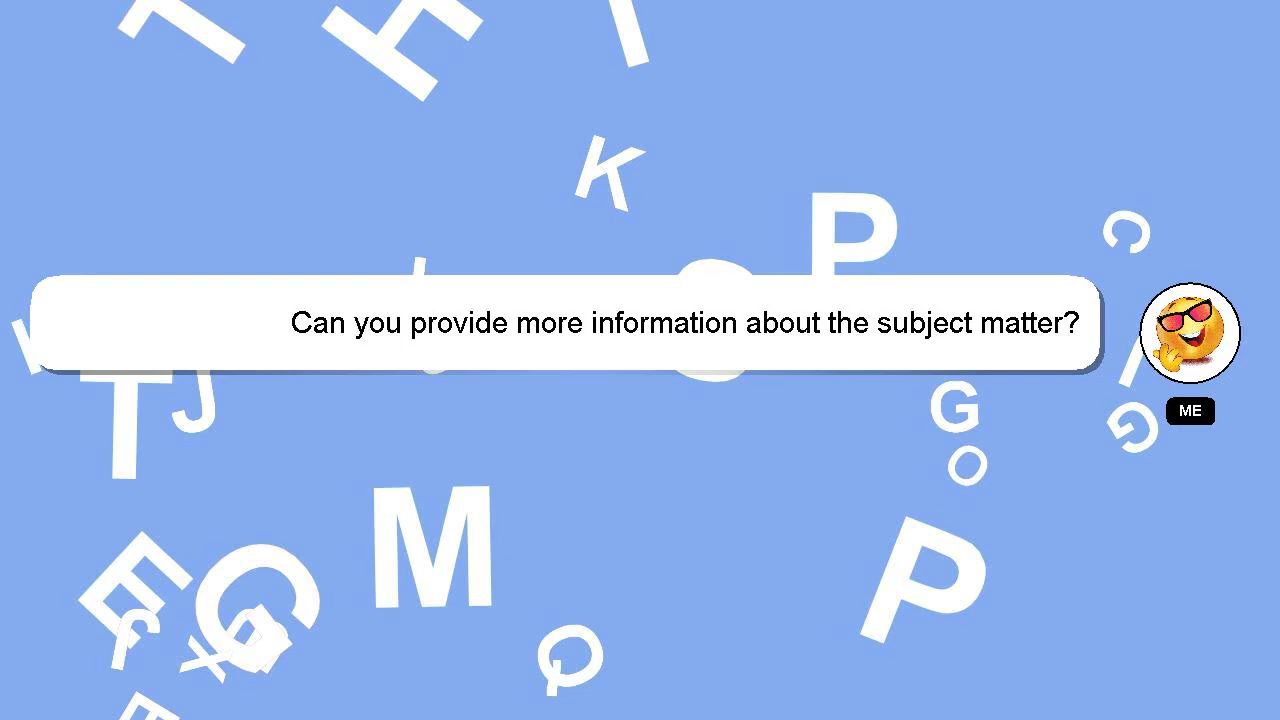 Can you provide more information about the subject matter?
ME
T
H
K
P
C
T
J
G
G
O
M
P
E
G
J
X
Q
E